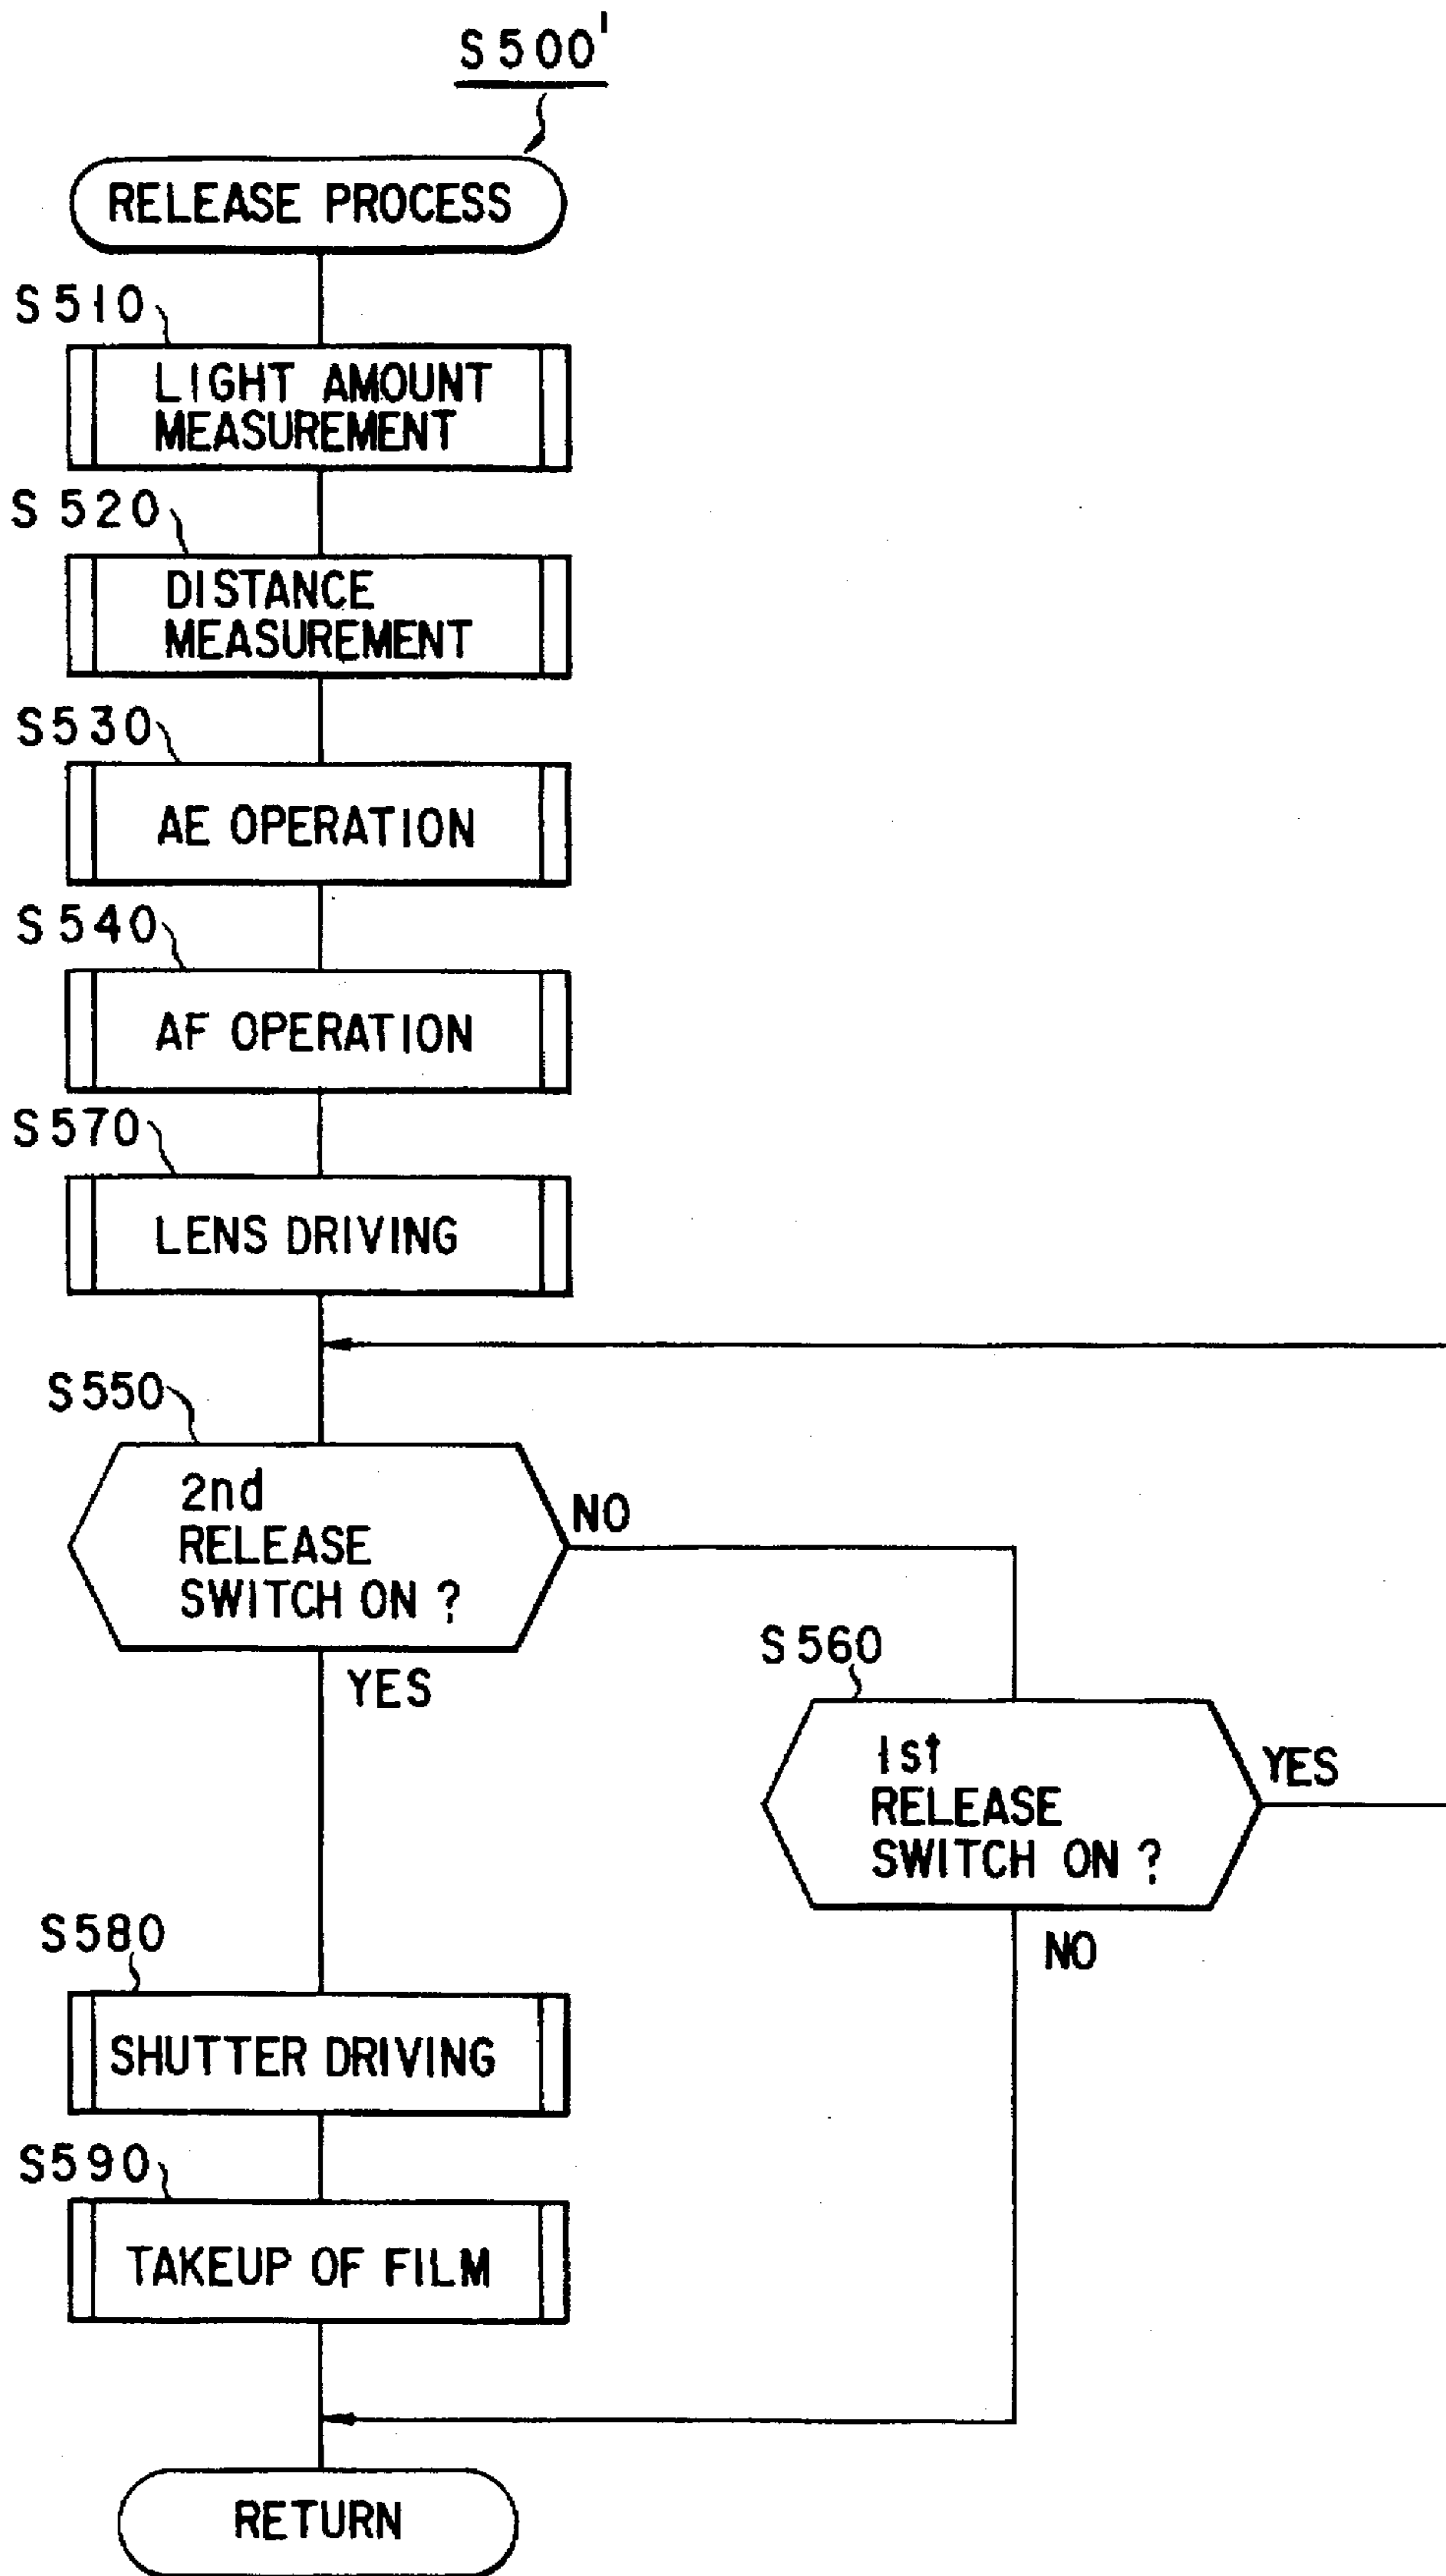 S500'
RELEASE PROCESS
S510
LIGHT AMOUNT
MEASUREMENT
S520
DISTANCE
MEASUREMENT
S530
AE OPERATION
S540
AF OPERATION
S570
LENS DRIVING
S550
2nd
RELEASE
SWITCH ON ?
NO
YES
S560
1st
RELEASE
SWITCH ON ?
YES
NO
S580
SHUTTER DRIVING
S590
TAKEUP OF FILM
RETURN